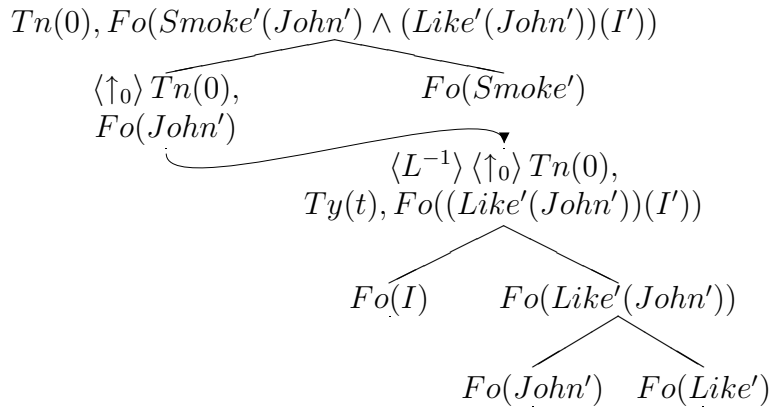 Tn(0), Fo(Smoke′(John′) ∧ (Like′(John′))(I′))
⟨↑₀⟩ Tn(0), Fo(Smoke′)
Fo(John′)
⟨L⁻¹⟩ ⟨↑₀⟩ Tn(0),
Ty(t), Fo((Like′(John′))(I′))
Fo(I) Fo(Like′(John′))
Fo(John′) Fo(Like′)